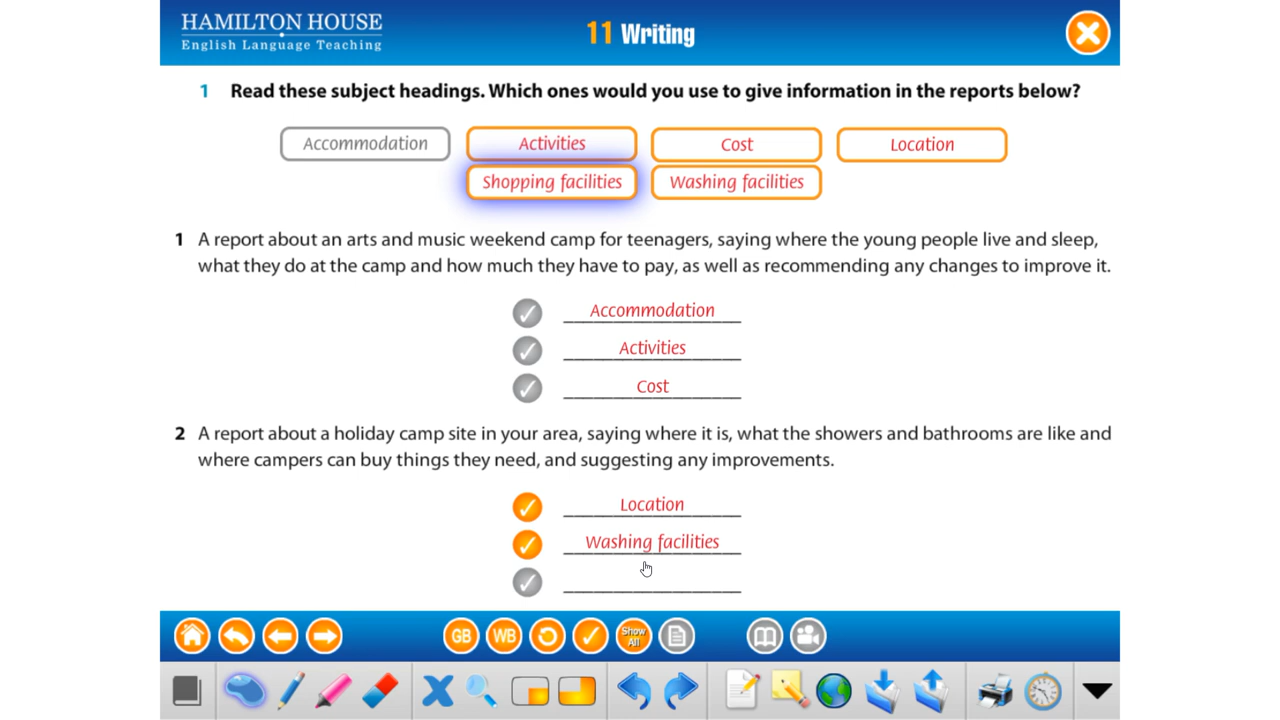 HAMILTON HOUSE
English Language Teaching
11 Writing
1 Read these subject headings. Which ones would you use to give information in the reports below?
Accommodation Activities Cost Location
Shopping facilities Washing facilities
1 A report about an arts and music weekend camp for teenagers, saying where the young people live and sleep,
what they do at the camp and how much they have to pay, as well as recommending any changes to improve it.
Accommodation
Activities
Cost
2 A report about a holiday camp site in your area, saying where it is, what the showers and bathrooms are like and
where campers can buy things they need, and suggesting any improvements.
Location
Washing facilities
GB WB Show
All